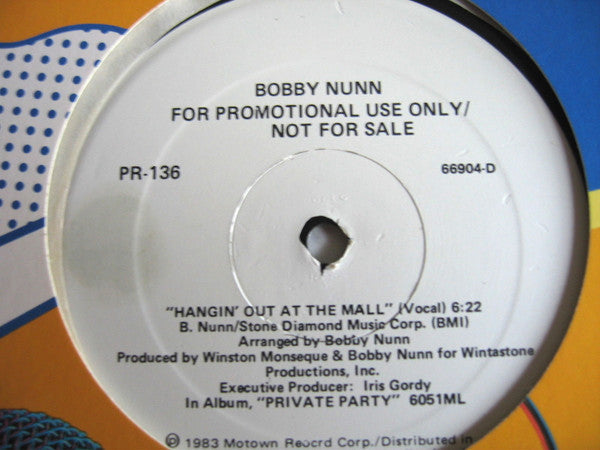 BOBBY NUNN
FOR PROMOTIONAL USE ONLY/
NOT FOR SALE
PR-136
66904-D
"HANGIN' OUT AT THE MALL" (Vocal) 6:22
B. Nunn/Stone Diamond Music Corp. (BMI)
Arranged by Bobby Nunn
Produced by Winston Monseque & Bobby Nunn for Wintastone
Productions, Inc.
Executive Producer: Iris Gordy
In Album, "PRIVATE PARTY" 6051ML
℗ 1983 Motown Reocrd Corp./Distributed in